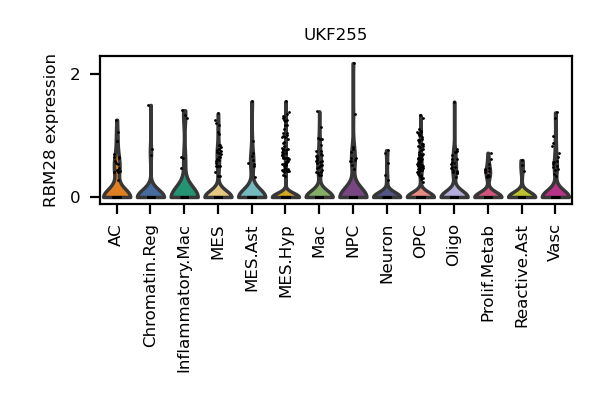 UKF255
RBM28 expression
2
0
AC
Chromatin.Reg
Inflammatory.Mac
MES
MES.Ast
MES.Hyp
Mac
NPC
Neuron
OPC
Oligo
Prolif.Metab
Reactive.Ast
Vasc